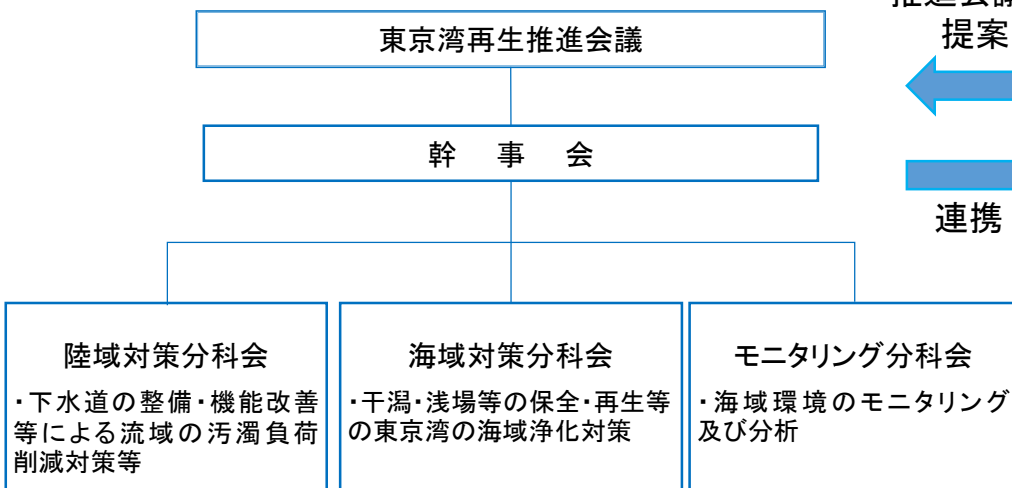 推進会議
提案
東京湾再生推進会議
幹 事 会
連携
陸域対策分科会
・下水道の整備・機能改善
等による流域の汚濁負荷
削減対策等
海域対策分科会
・干潟・浅場等の保全・再生等
の東京湾の海域浄化対策
モニタリング分科会
・海域環境のモニタリング
及び分析